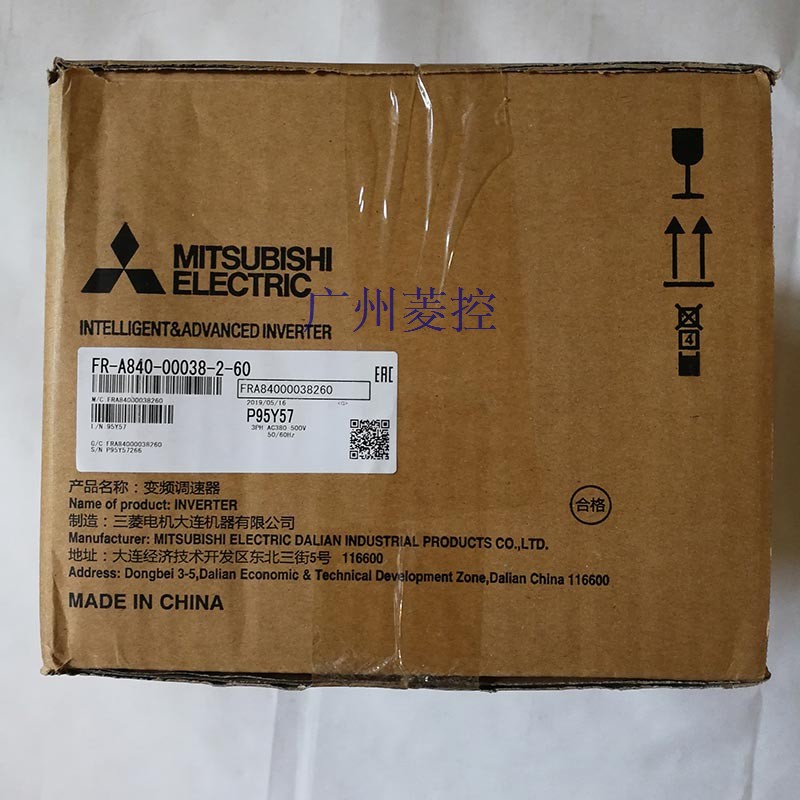 MITSUBISHI
ELECTRIC
广州菱控
INTELLIGENT&ADVANCED INVERTER
FR-A840-00038-2-60
FRA84000038260
EAC
M/C FRA84000038260
2019/05/16
<G>
P95Y57
I/N 95Y57
3PH AC380 500V
50/60Hz
G/C FRA84000038260
S/N P95Y57266
4
产品名称：变频调速器
Name of product: INVERTER
合格
制造：三菱电机大连机器有限公司
Manufacturer: MITSUBISHI ELECTRIC DALIAN INDUSTRIAL PRODUCTS CO.,LTD.
地址：大连经济技术开发区东北三街5号 116600
Address: Dongbei 3-5,Dalian Economic & Technical Development Zone,Dalian China 116600
MADE IN CHINA